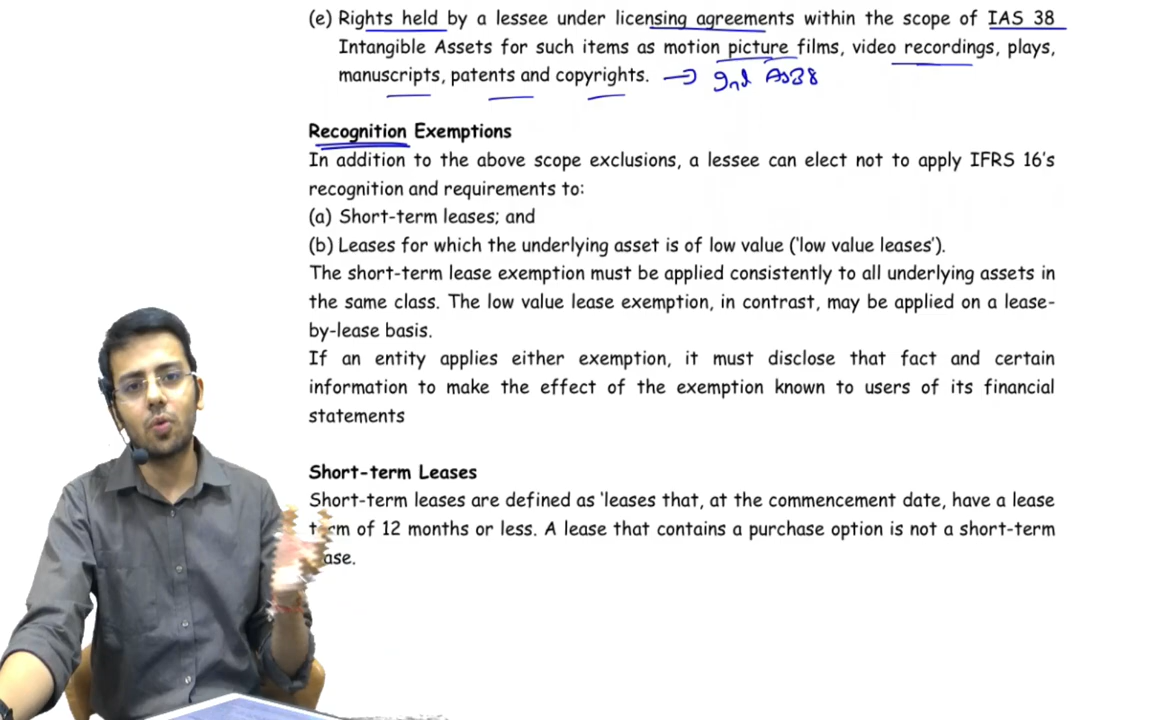 (e) Rights held by a lessee under licensing agreements within the scope of IAS 38
Intangible Assets for such items as motion picture films, video recordings, plays,
manuscripts, patents and copyrights. → Ind AS38
Recognition Exemptions
In addition to the above scope exclusions, a lessee can elect not to apply IFRS 16's
recognition and requirements to:
(a) Short-term leases; and
(b) Leases for which the underlying asset is of low value ('low value leases').
The short-term lease exemption must be applied consistently to all underlying assets in
the same class. The low value lease exemption, in contrast, may be applied on a lease-
by-lease basis.
If an entity applies either exemption, it must disclose that fact and certain
information to make the effect of the exemption known to users of its financial
statements
Short-term Leases
Short-term leases are defined as 'leases that, at the commencement date, have a lease
term of 12 months or less. A lease that contains a purchase option is not a short-term
ase.